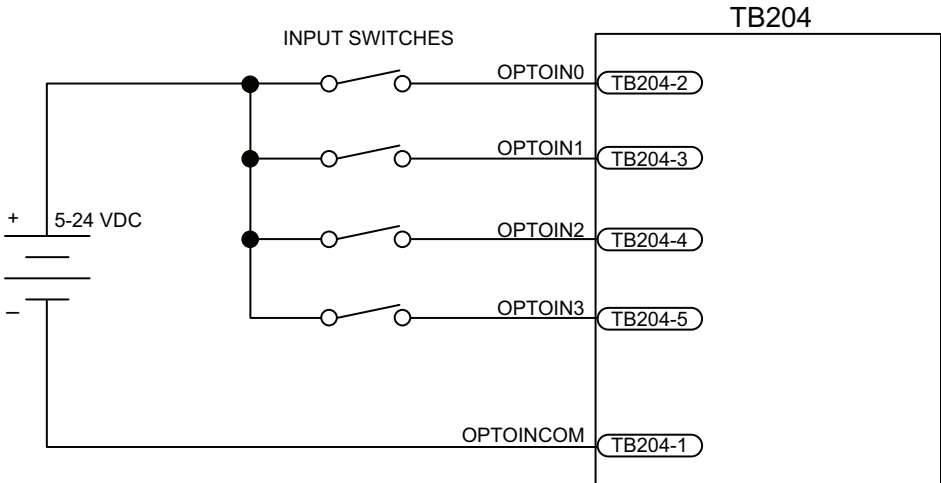 TB204
INPUT SWITCHES
OPTOIN0
TB204-2
OPTOIN1
TB204-3
+
5-24 VDC
OPTOIN2
TB204-4
–
OPTOIN3
TB204-5
OPTOINCOM
TB204-1